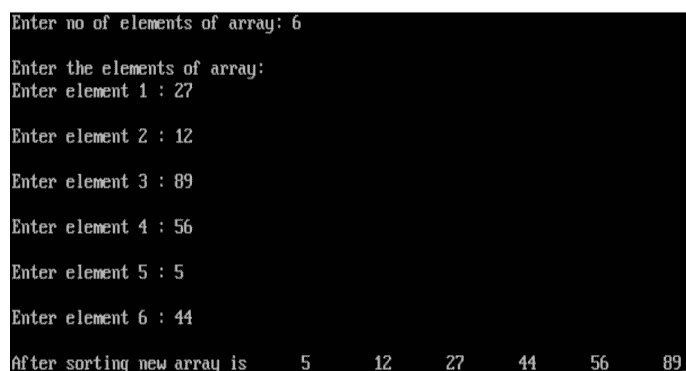 Enter no of elements of array: 6
Enter the elements of array:
Enter element 1 : 27
Enter element 2 : 12
Enter element 3 : 89
Enter element 4 : 56
Enter element 5 : 5
Enter element 6 : 44
After sorting new array is 5 12 27 44 56 89